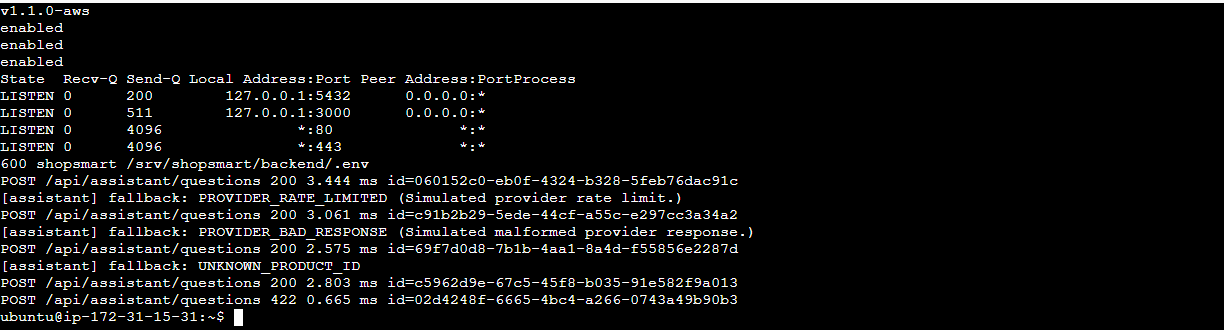 v1.1.0-aws
enabled
enabled
enabled
State  Recv-Q Send-Q Local Address:Port Peer Address:PortProcess
LISTEN 0      200        127.0.0.1:5432      0.0.0.0:*
LISTEN 0      511        127.0.0.1:3000      0.0.0.0:*
LISTEN 0      4096               *:80              *:*
LISTEN 0      4096               *:443             *:*
600 shopsmart /srv/shopsmart/backend/.env
POST /api/assistant/questions 200 3.444 ms id=060152c0-eb0f-4324-b328-5feb76dac91c
[assistant] fallback: PROVIDER_RATE_LIMITED (Simulated provider rate limit.)
POST /api/assistant/questions 200 3.061 ms id=c91b2b29-5ede-44cf-a55c-e297cc3a34a2
[assistant] fallback: PROVIDER_BAD_RESPONSE (Simulated malformed provider response.)
POST /api/assistant/questions 200 2.575 ms id=69f7d0d8-7b1b-4aa1-8a4d-f55856e2287d
[assistant] fallback: UNKNOWN_PRODUCT_ID
POST /api/assistant/questions 200 2.803 ms id=c5962d9e-67c5-45f8-b035-91e582f9a013
POST /api/assistant/questions 422 0.665 ms id=02d4248f-6665-4bc4-a266-0743a49b90b3
ubuntu@ip-172-31-15-31:~$